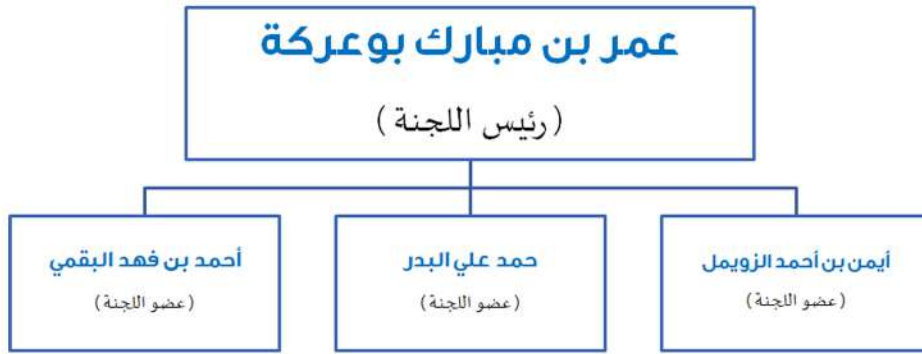 عمر بن مبارك بوعركة
(رئيس اللجنة)
أيمن بن أحمد الزويمل
(عضو اللجنة)
حمد علي البدر
(عضو اللجنة)
أحمد بن فهد البقمي
(عضو اللجنة)